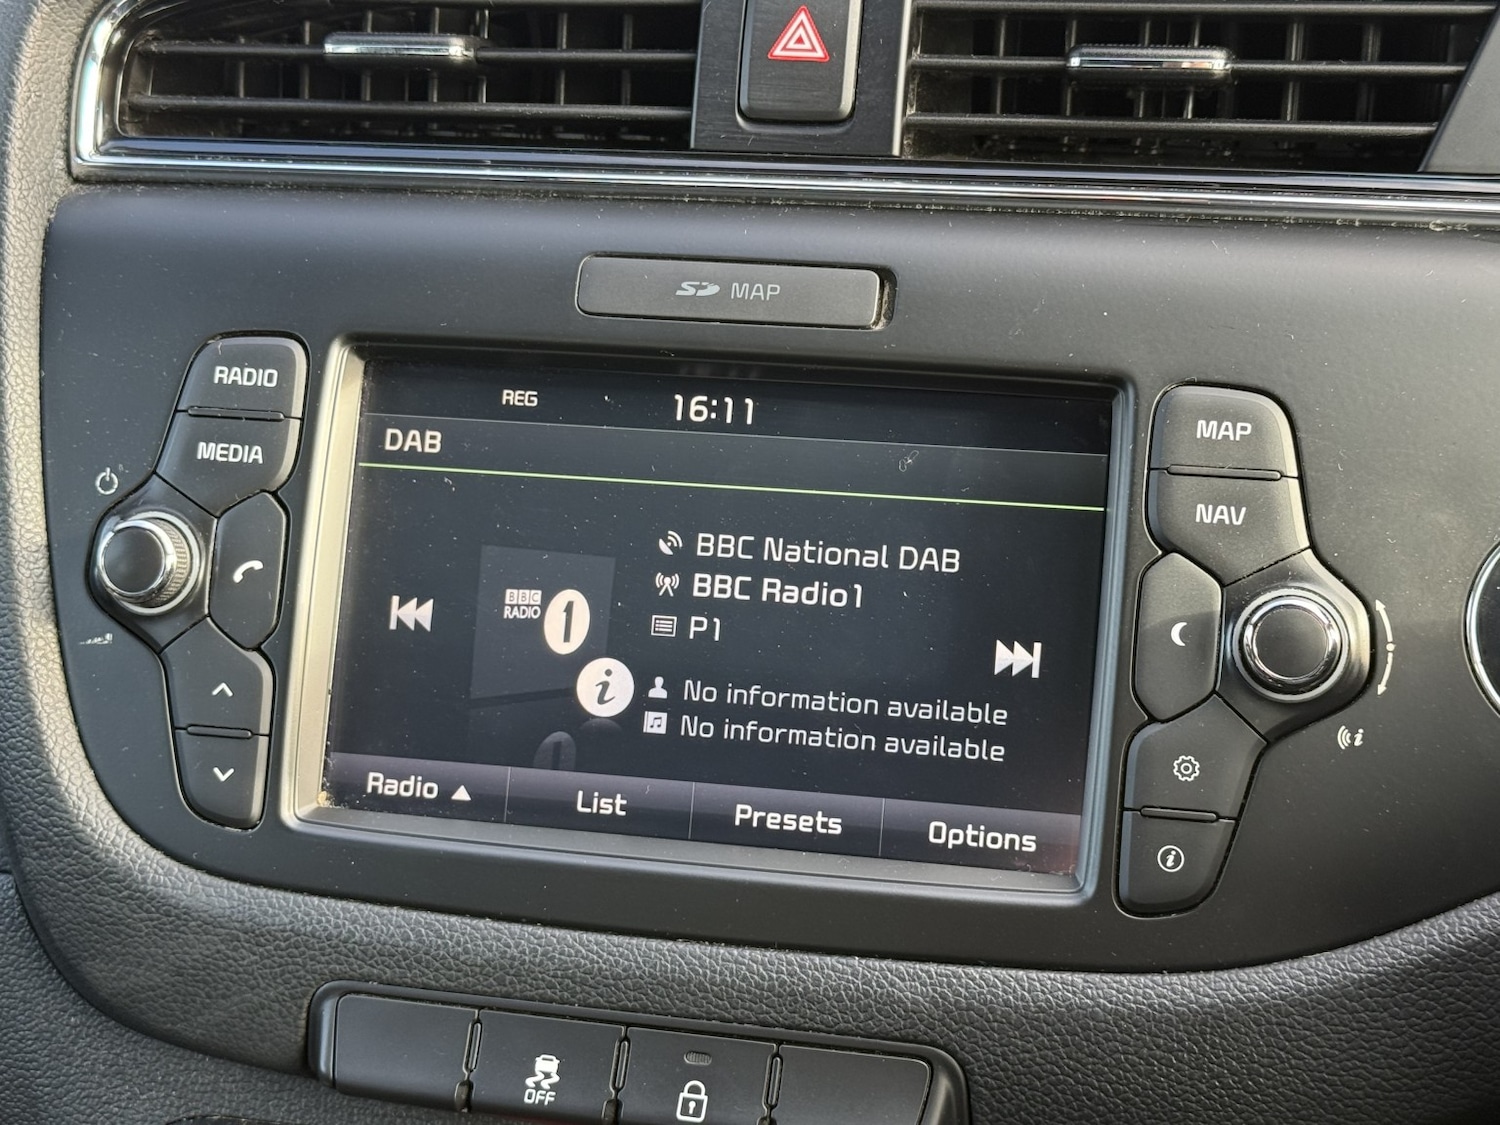 SD MAP
RADIO
MEDIA
REG
16:11
DAB
BBC National DAB
BBC Radio1
P1
BBC
RADIO
1
i
No information available
No information available
Radio
List
Presets
Options
MAP
NAV
i
i
OFF